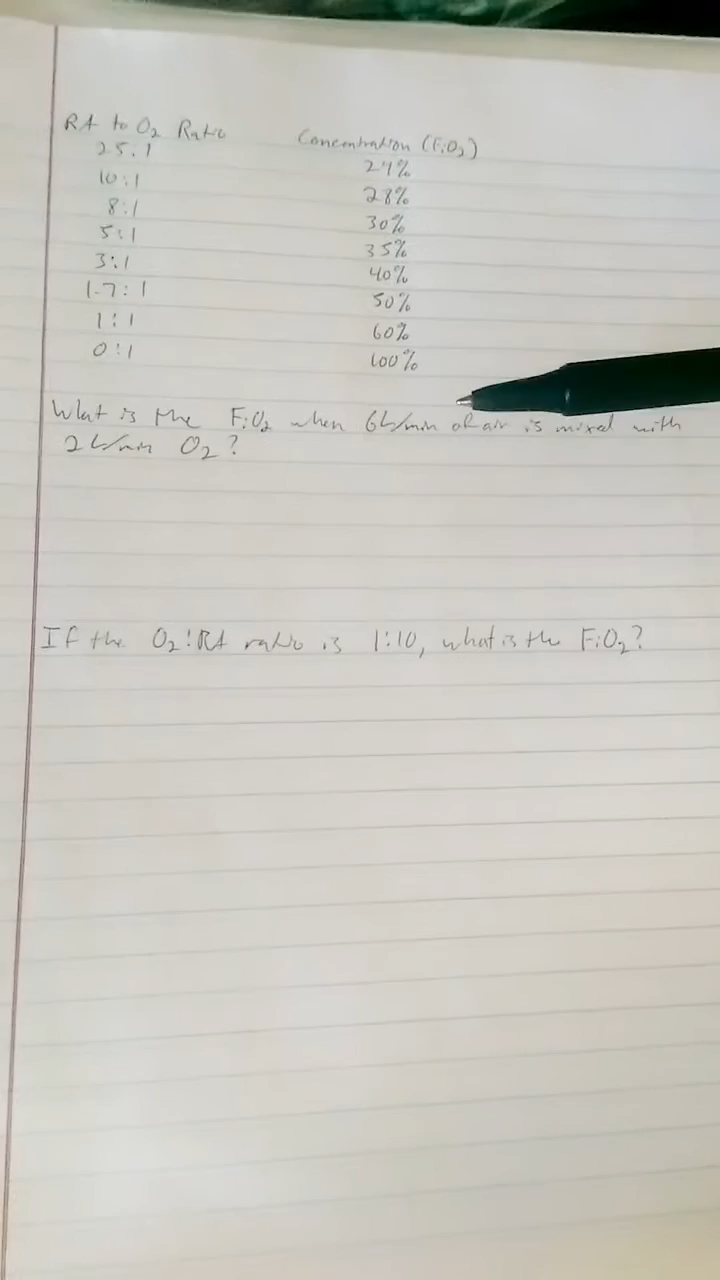 RA to O2 Ratio Concentration (FiO2)
25:1 24%
10:1 28%
8:1 30%
5:1 35%
3:1 40%
1.7:1 50%
1:1 60%
0:1 100%
What is the FiO2 when 6L/min of air is mixed with
2L/min O2?
If the O2:RA ratio is 1:10, what is the FiO2?